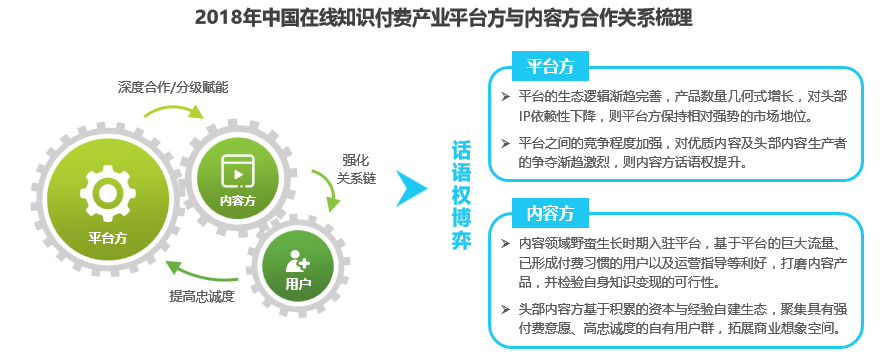 2018年中国在线知识付费产业平台方与内容方合作关系梳理
深度合作/分级赋能
平台方
内容方
强化
关系链
用户
提高忠诚度
话语权博弈
平台方
➢ 平台的生态逻辑渐趋完善，产品数量几何式增长，对头部
IP依赖性下降，则平台方保持相对强势的市场地位。
➢ 平台之间的竞争程度加强，对优质内容及头部内容生产者
的争夺渐趋激烈，则内容方话语权提升。
内容方
➢ 内容领域野蛮生长时期入驻平台，基于平台的巨大流量、
已形成付费习惯的用户以及运营指导等利好，打磨内容产
品，并检验自身知识变现的可行性。
➢ 头部内容方基于积累的资本与经验自建生态，聚集具有强
付费意愿、高忠诚度的自有用户群，拓展商业想象空间。